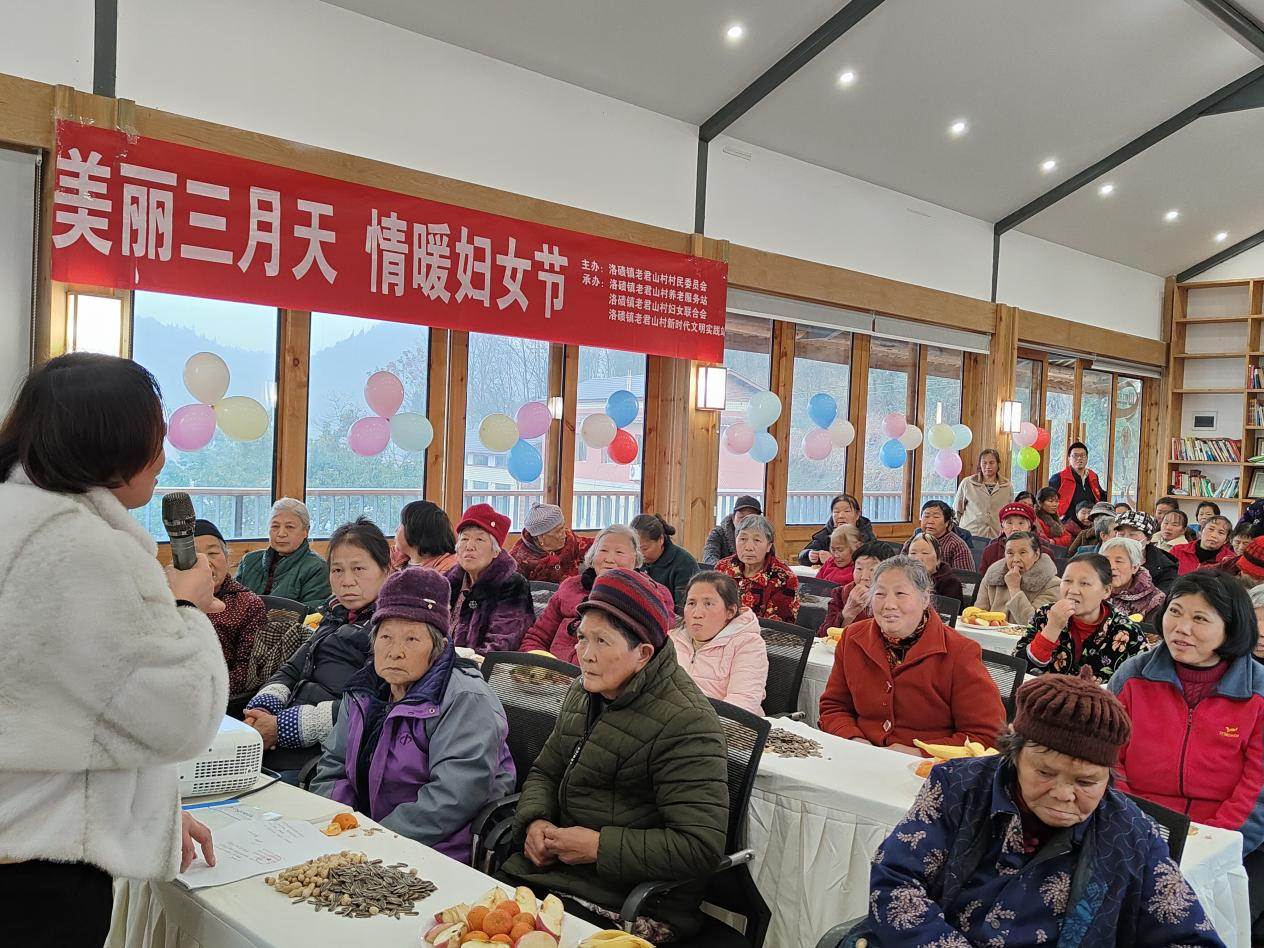 美丽三月天 情暖妇女节
主办：洛碛镇老君山村村民委员会
承办：洛碛镇老君山村养老服务站
洛碛镇老君山村妇女联合会
洛碛镇老君山村新时代文明实践站